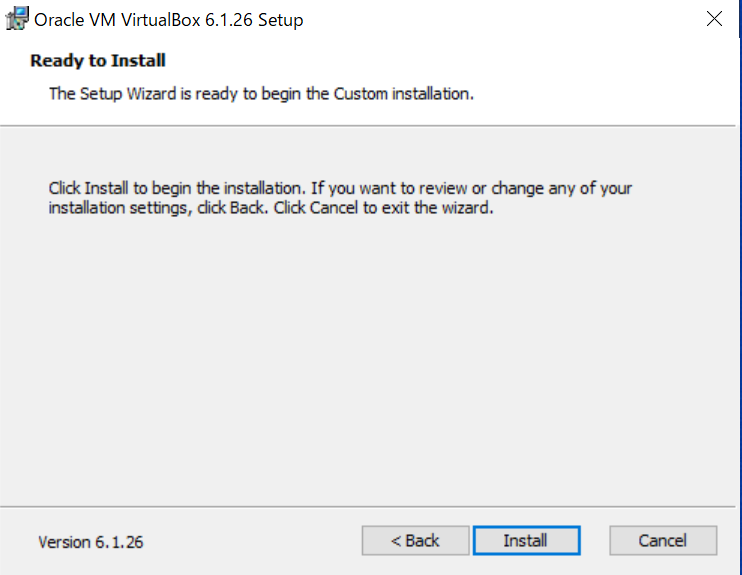 Oracle VM VirtualBox 6.1.26 Setup
Ready to Install
The Setup Wizard is ready to begin the Custom installation.
Click Install to begin the installation. If you want to review or change any of your
installation settings, click Back. Click Cancel to exit the wizard.
Version 6.1.26
< Back
Install
Cancel